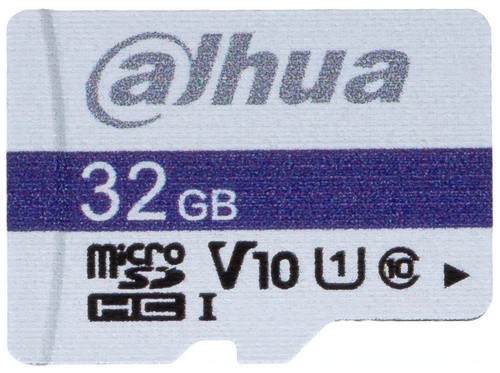 alhua
32 GB
micro SD HC I V10 U1 10